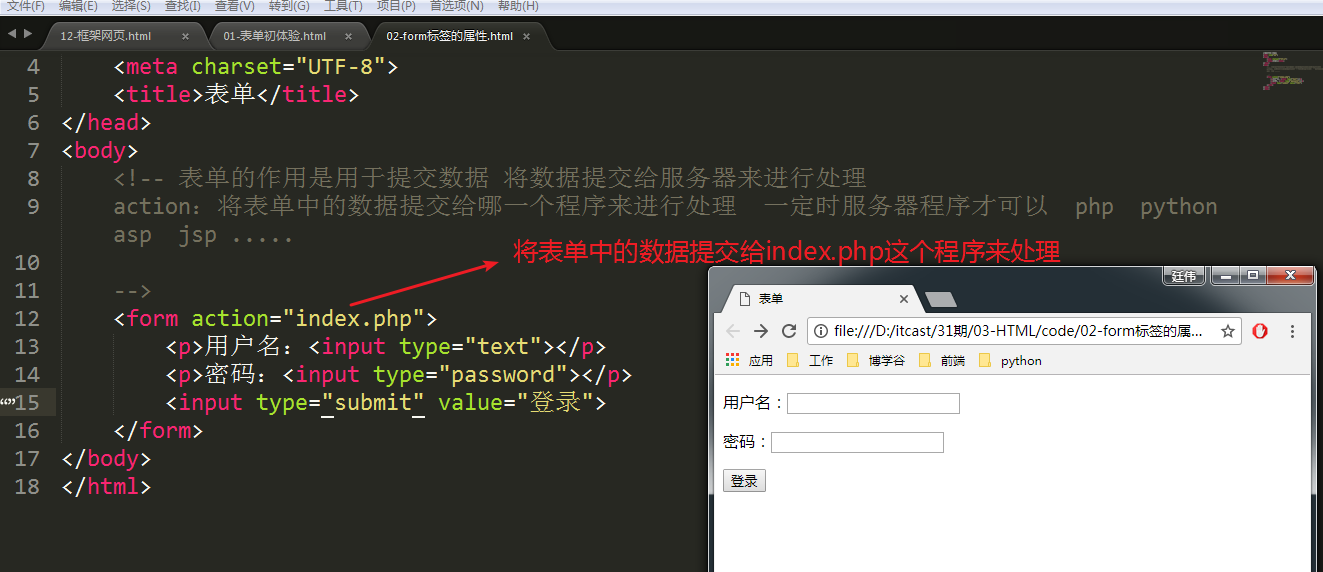 文件(F) 编辑(E) 选择(S) 查找(I) 查看(V) 转到(G) 工具(T) 项目(P) 首选项(N) 帮助(H)
12-框架网页.html × 01-表单初体验.html × 02-form标签的属性.html ×
4 <meta charset="UTF-8">
5 <title>表单</title>
6 </head>
7 <body>
8 <!-- 表单的作用是用于提交数据 将数据提交给服务器来进行处理
9 action：将表单中的数据提交给哪一个程序来进行处理 一定时服务器程序才可以 php python
asp jsp .....
10
将表单中的数据提交给index.php这个程序来处理
11 -->
12 <form action="index.php">
13 <p>用户名：<input type="text"></p>
14 <p>密码：<input type="password"></p>
15 <input type="submit" value="登录">
16 </form>
17 </body>
18 </html>
廷伟
表单
file:///D:/itcast/31期/03-HTML/code/02-form标签的属...
应用 工作 博学谷 前端 python
用户名：
密码：
登录